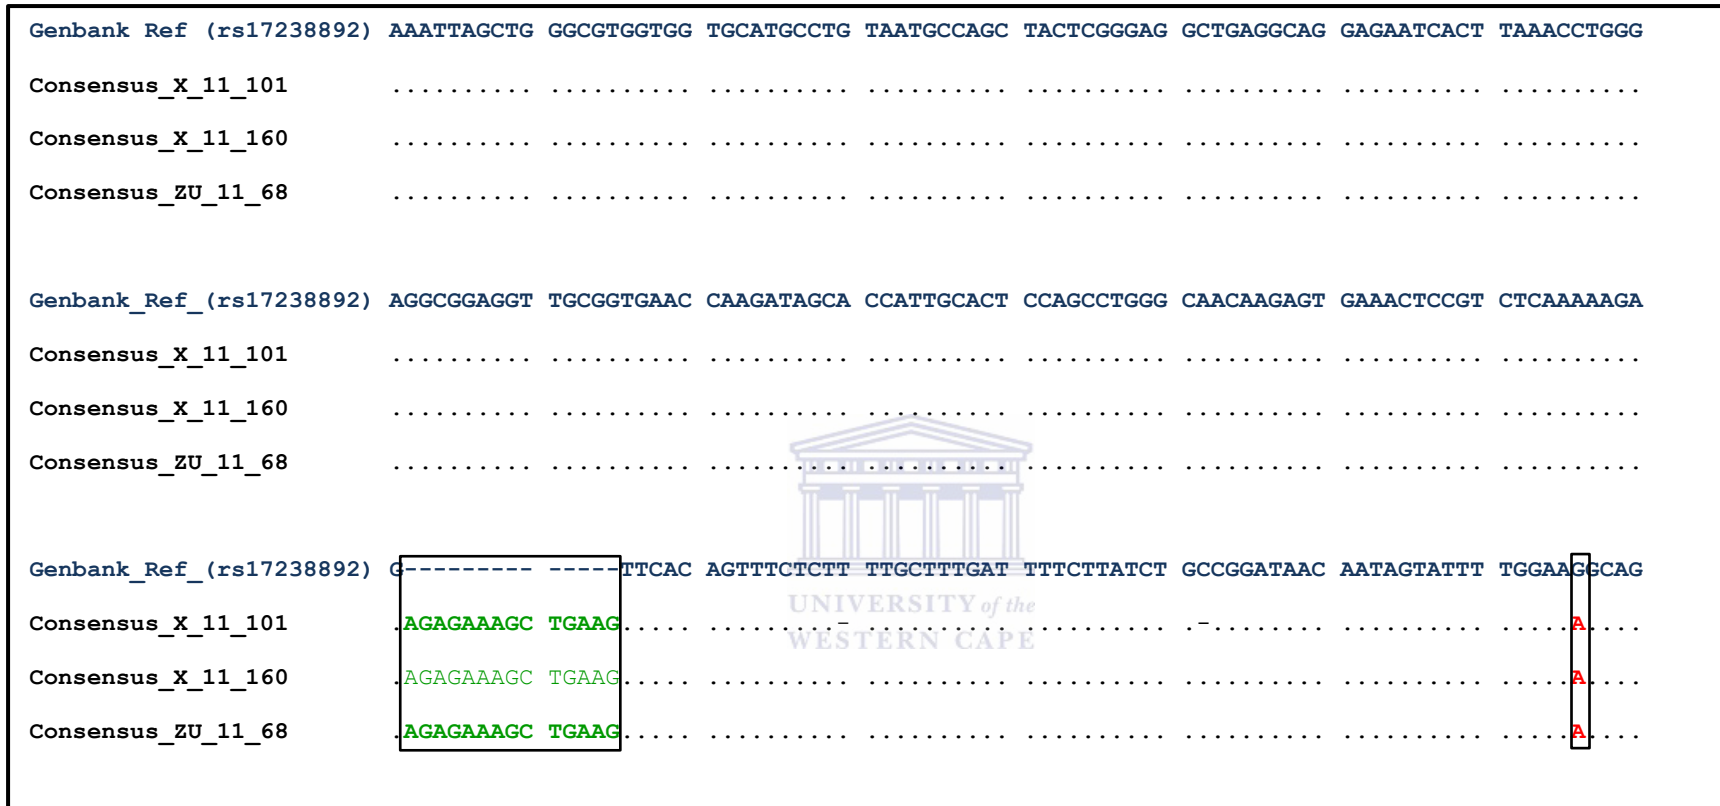 Genbank Ref (rs17238892) AAATTAGCTG GGCGTGGTGG TGCATGCCTG TAATGCCAGC TACTCGGGAG GCTGAGGCAG GAGAATCACT TAAACCTGGG
Consensus_X_11_101 .......... .......... .......... .......... .......... .......... .......... ..........
Consensus_X_11_160 .......... .......... .......... .......... .......... .......... .......... ..........
Consensus_ZU_11_68 .......... .......... .......... .......... .......... .......... .......... ..........
Genbank_Ref_(rs17238892) AGGCGGAGGT TGCGGTGAAC CAAGATAGCA CCATTGCACT CCAGCCTGGG CAACAAGAGT GAAACTCCGT CTCAAAAAGA
Consensus_X_11_101 .......... .......... .......... .......... .......... .......... .......... ..........
Consensus_X_11_160 .......... .......... .......... .......... .......... .......... .......... ..........
Consensus_ZU_11_68 .......... .......... .......... .......... .......... .......... .......... ..........
Genbank_Ref_(rs17238892) G--------- -----TTCAC AGTTTCTCTT TTGCTTTGAT TTTCTTATCT GCCGGATAAC AATAGTATTT TGGAAGGCAG
Consensus_X_11_101 .AGAGAAAGC TGAAG..... .........- .......... .......... .-........ .......... .....A....
Consensus_X_11_160 .AGAGAAAGC TGAAG..... .......... .......... .......... .......... .......... .....A....
Consensus_ZU_11_68 .AGAGAAAGC TGAAG..... .......... .......... .......... .......... .......... .....A....
UNIVERSITY of the
WESTERN CAPE